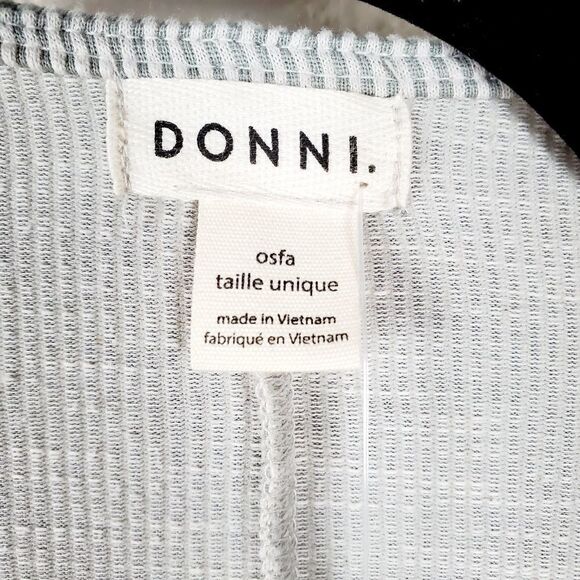 DONNI.
osfa
taille unique
made in Vietnam
fabriqué en Vietnam